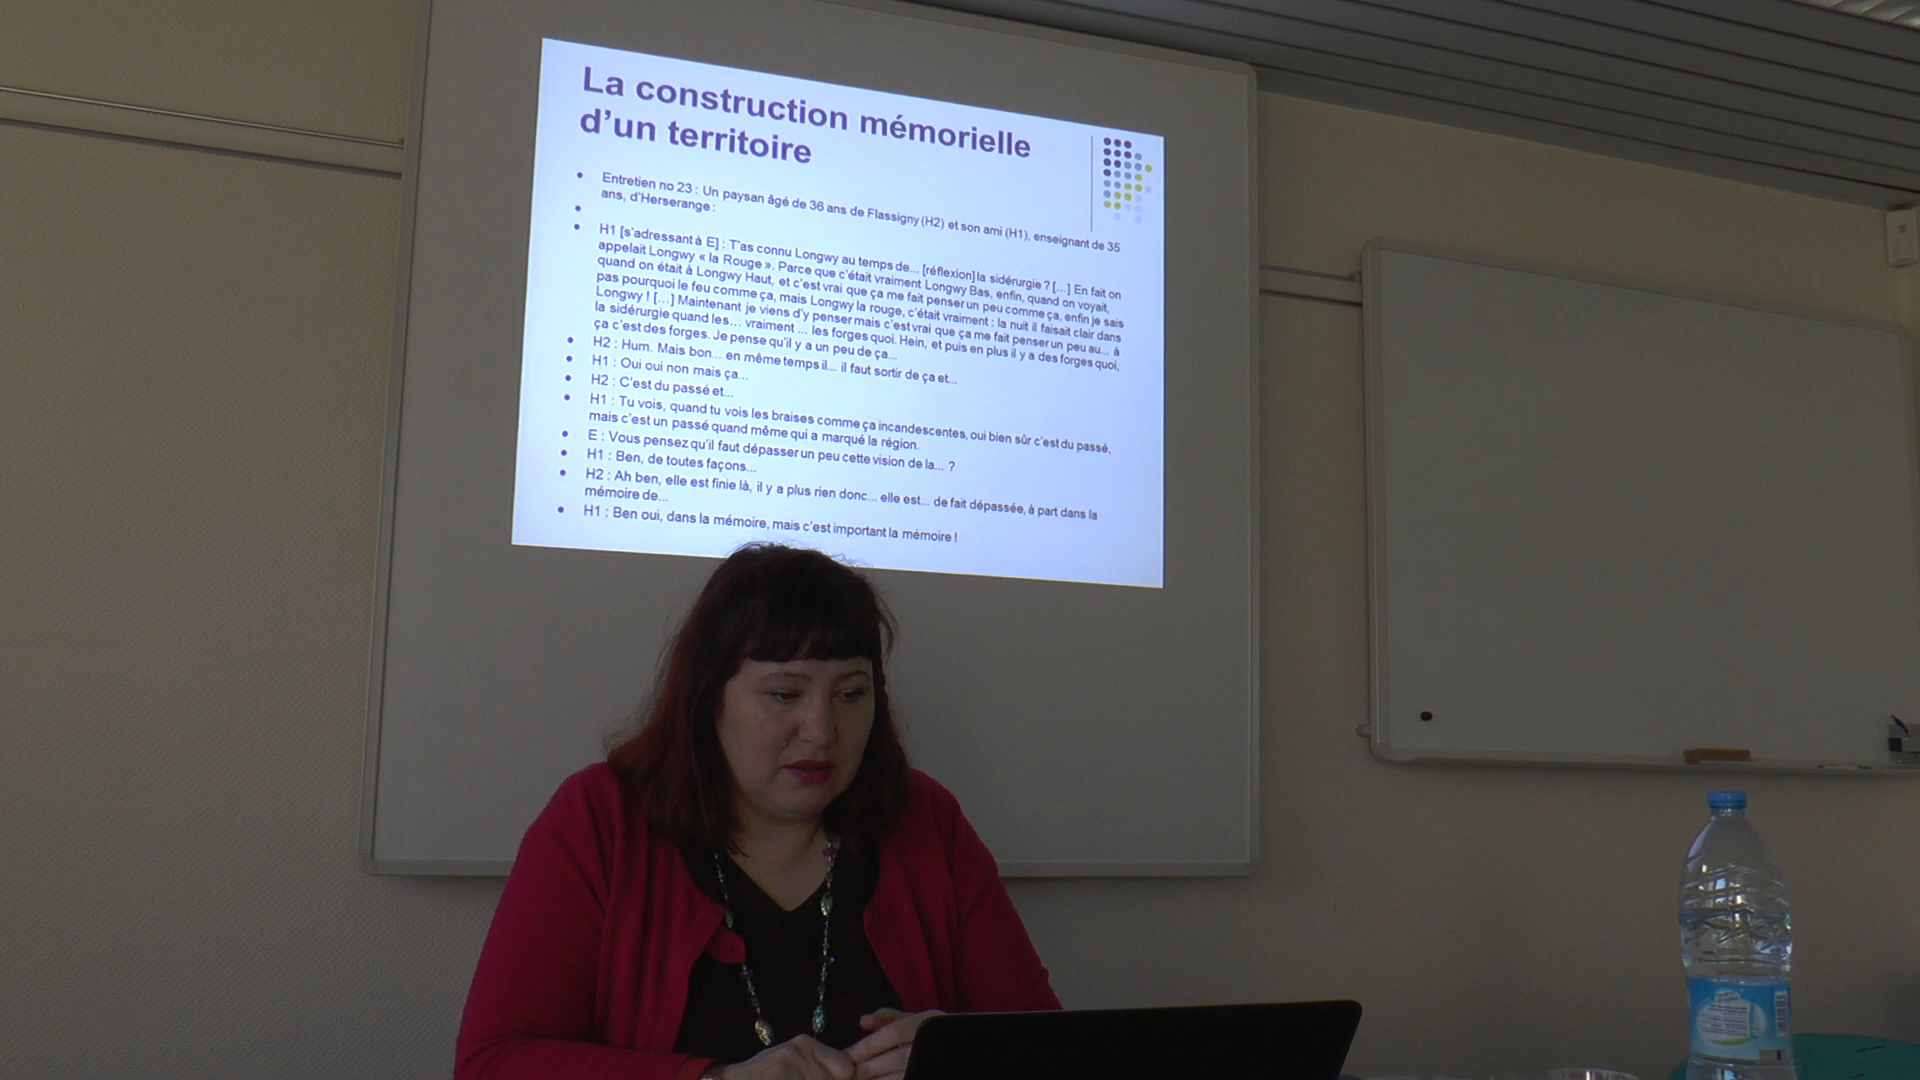 La construction mémorielle
d'un territoire
Entretien no 23 : Un paysan âgé de 36 ans de Flassigny (H2) et son ami (H1), enseignant de 35
ans, d'Herserange :
H1 [s'adressant à E] : T'as connu Longwy au temps de... [réflexion] la sidérurgie ? […] En fait on
appelait Longwy « la Rouge ». Parce que c'était vraiment Longwy Bas, enfin, quand on voyait,
quand on était à Longwy Haut, et c'est vrai que ça me fait penser un peu comme ça, enfin je sais
pas pourquoi le feu comme ça, mais Longwy la rouge, c'était vraiment : la nuit il faisait clair dans
Longwy ! […] Maintenant je viens d'y penser mais c'est vrai que ça me fait penser un peu au... à
la sidérurgie quand les… vraiment ... les forges quoi. Hein, et puis en plus il y a des forges quoi,
ça c'est des forges. Je pense qu'il y a un peu de ça...
H2 : Hum. Mais bon... en même temps il... il faut sortir de ça et...
H1 : Oui oui non mais ça...
H2 : C'est du passé et...
H1 : Tu vois, quand tu vois les braises comme ça incandescentes, oui bien sûr c'est du passé,
mais c'est un passé quand même qui a marqué la région.
E : Vous pensez qu'il faut dépasser un peu cette vision de la... ?
H1 : Ben, de toutes façons...
H2 : Ah ben, elle est finie là, il y a plus rien donc... elle est... de fait dépassée, à part dans la
mémoire de...
H1 : Ben oui, dans la mémoire, mais c'est important la mémoire !